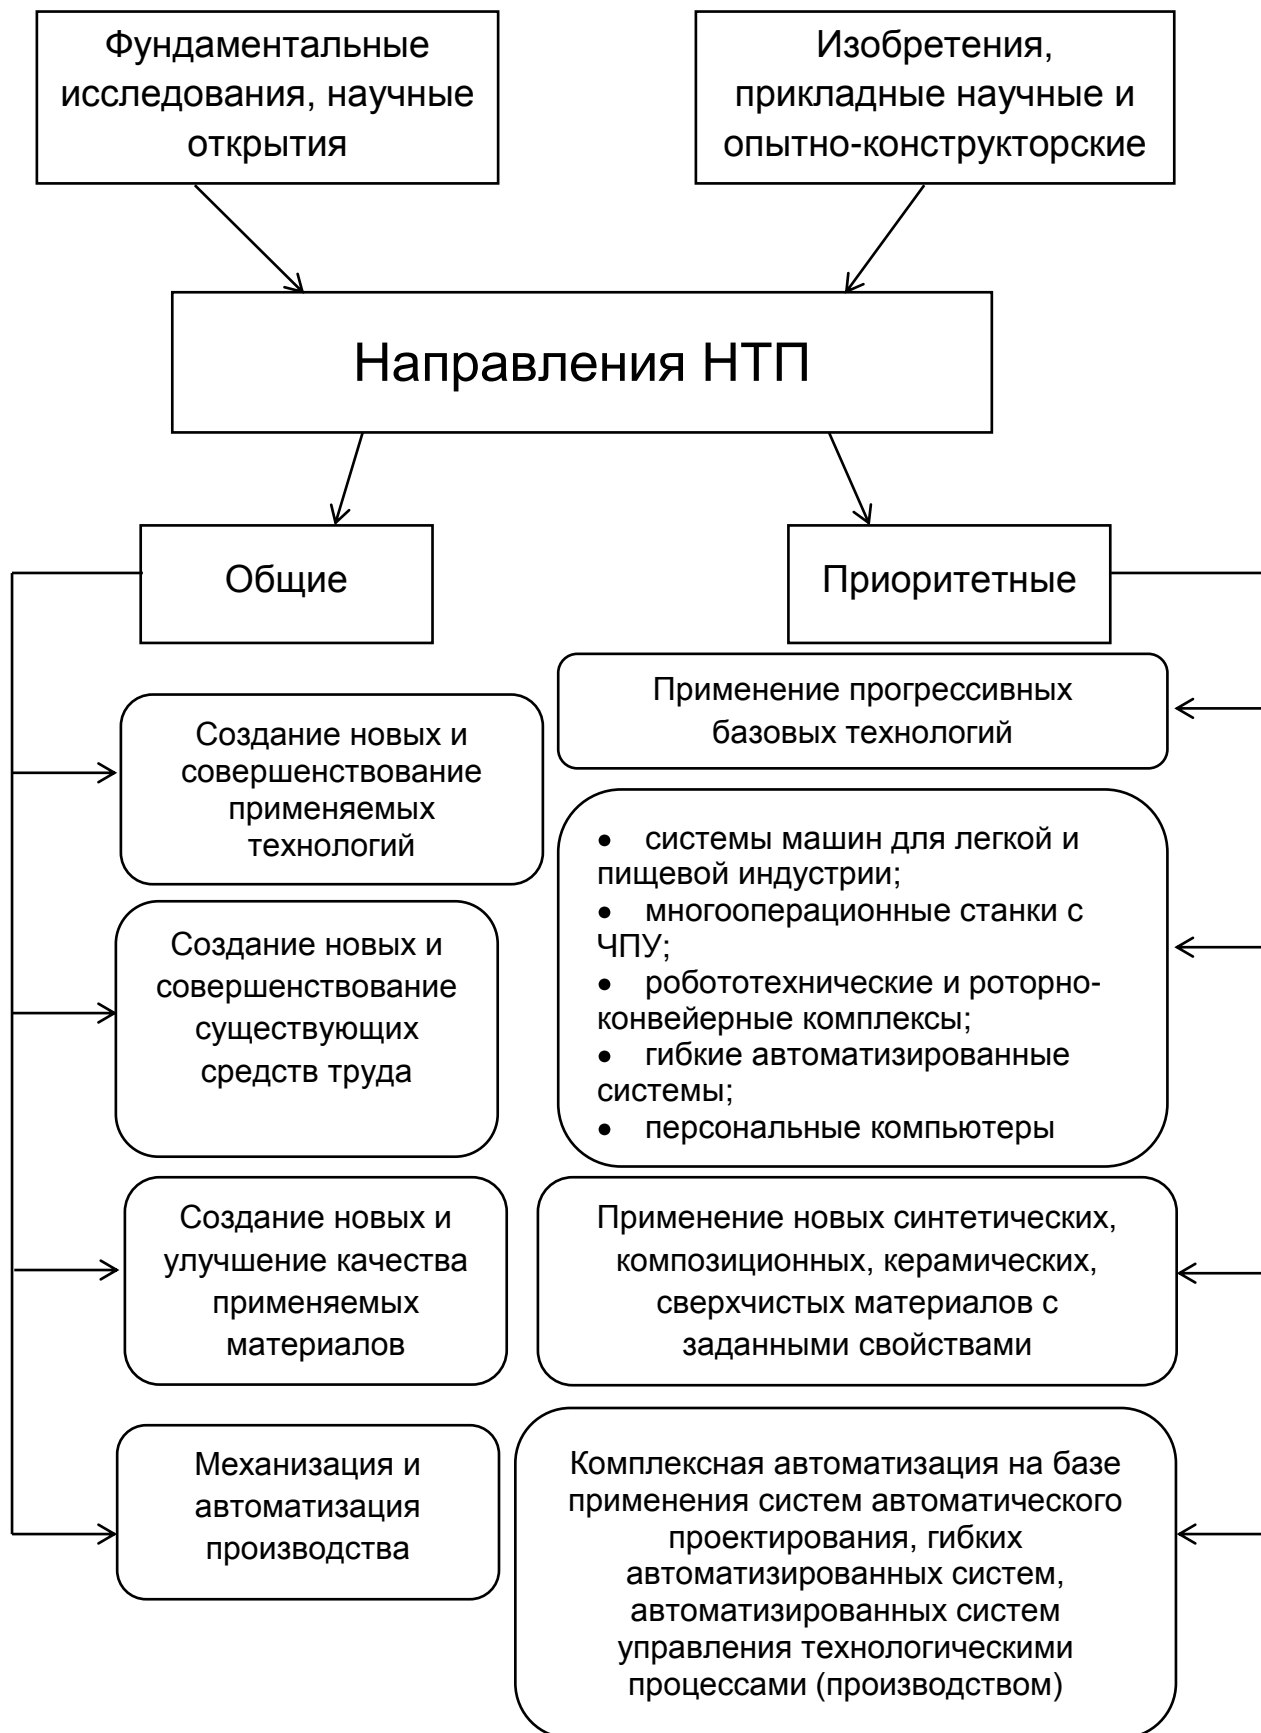 Фундаментальные
исследования, научные
открытия
Изобретения,
прикладные научные и
опытно-конструкторские
Направления НТП
Общие
Приоритетные
Создание новых и
совершенствование
применяемых
технологий
Создание новых и
совершенствование
существующих
средств труда
Создание новых и
улучшение качества
применяемых
материалов
Механизация и
автоматизация
производства
Применение прогрессивных
базовых технологий
• системы машин для легкой и
пищевой индустрии;
• многооперационные станки с
ЧПУ;
• робототехнические и роторно-
конвейерные комплексы;
• гибкие автоматизированные
системы;
• персональные компьютеры
Применение новых синтетических,
композиционных, керамических,
сверхчистых материалов с
заданными свойствами
Комплексная автоматизация на базе
применения систем автоматического
проектирования, гибких
автоматизированных систем,
автоматизированных систем
управления технологическими
процессами (производством)